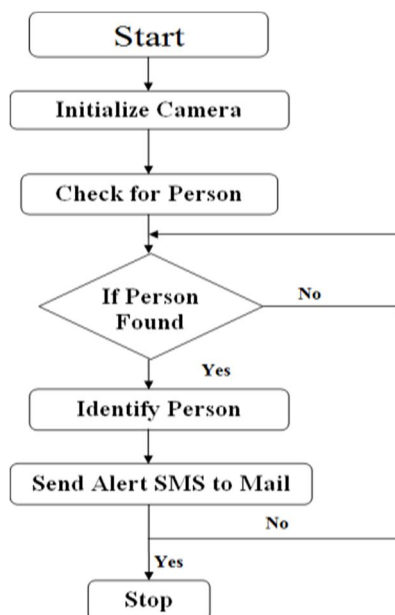 Start
Initialize Camera
Check for Person
If Person
Found
No
Yes
Identify Person
Send Alert SMS to Mail
No
Yes
Stop